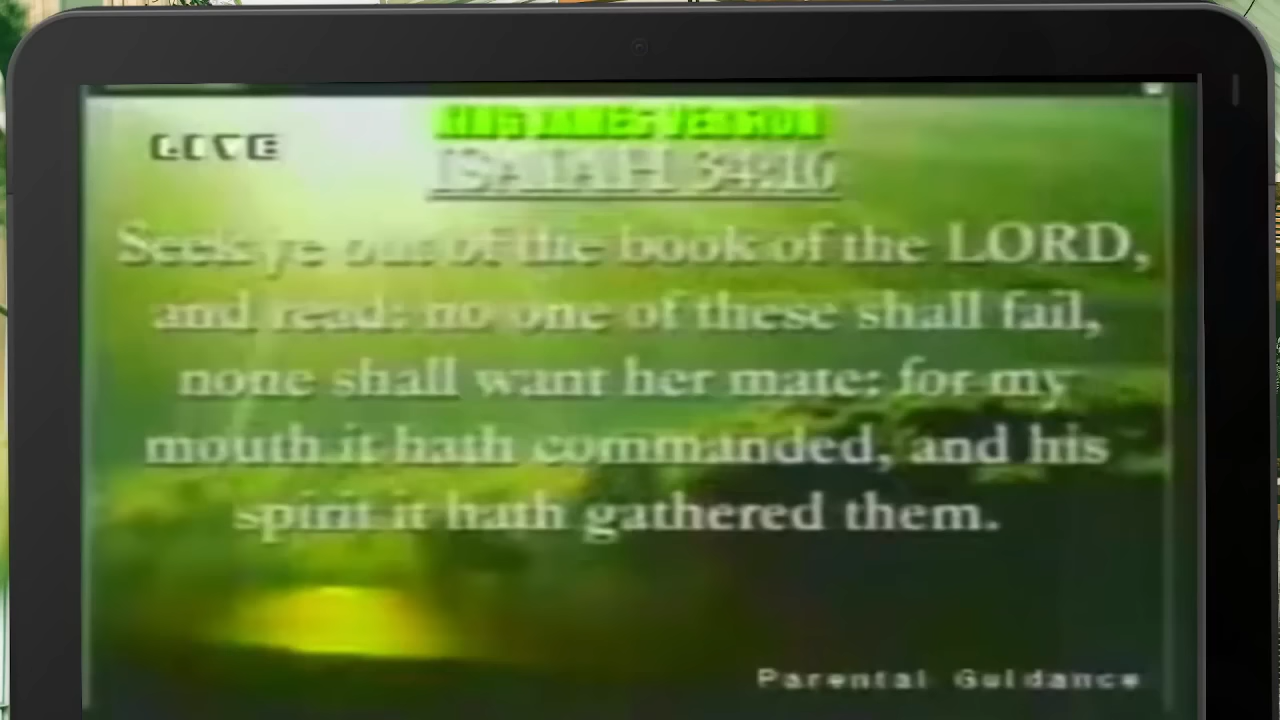 LIVE
KING JAMES VERSION
ISAIAH 34:16
Seek ye out of the book of the LORD,
and read: no one of these shall fail,
none shall want her mate: for my
mouth it hath commanded, and his
spirit it hath gathered them.
Parental Guidance